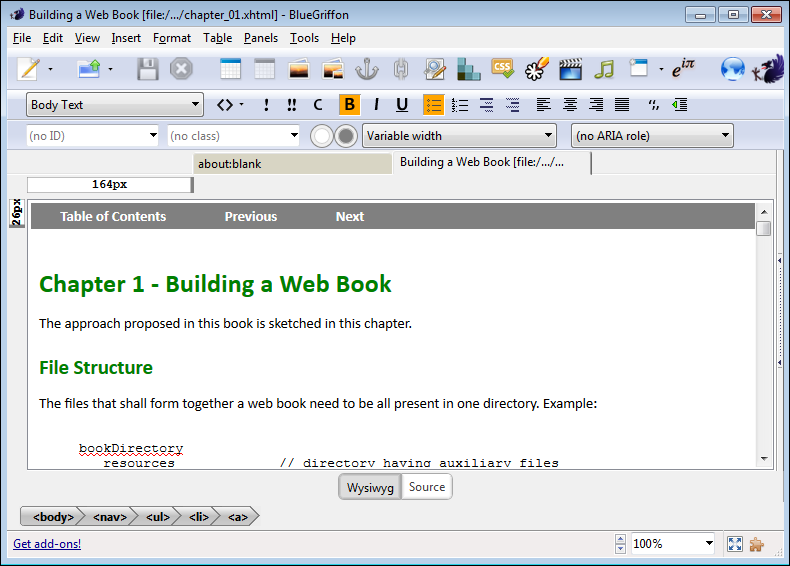 Building a Web Book [file:/.../chapter_01.xhtml] - BlueGriffon
File Edit View Insert Format Table Panels Tools Help
CSS eiπ
Body Text <> ! !! C B I U
(no ID) (no class) Variable width (no ARIA role)
about:blank Building a Web Book [file:/.../...
164px
26px
Table of Contents Previous Next
Chapter 1 - Building a Web Book
The approach proposed in this book is sketched in this chapter.
File Structure
The files that shall form together a web book need to be all present in one directory. Example:
bookDirectory
resources // directory having auxiliary files
Wysiwyg Source
<body> <nav> <ul> <li> <a>
Get add-ons! 100%